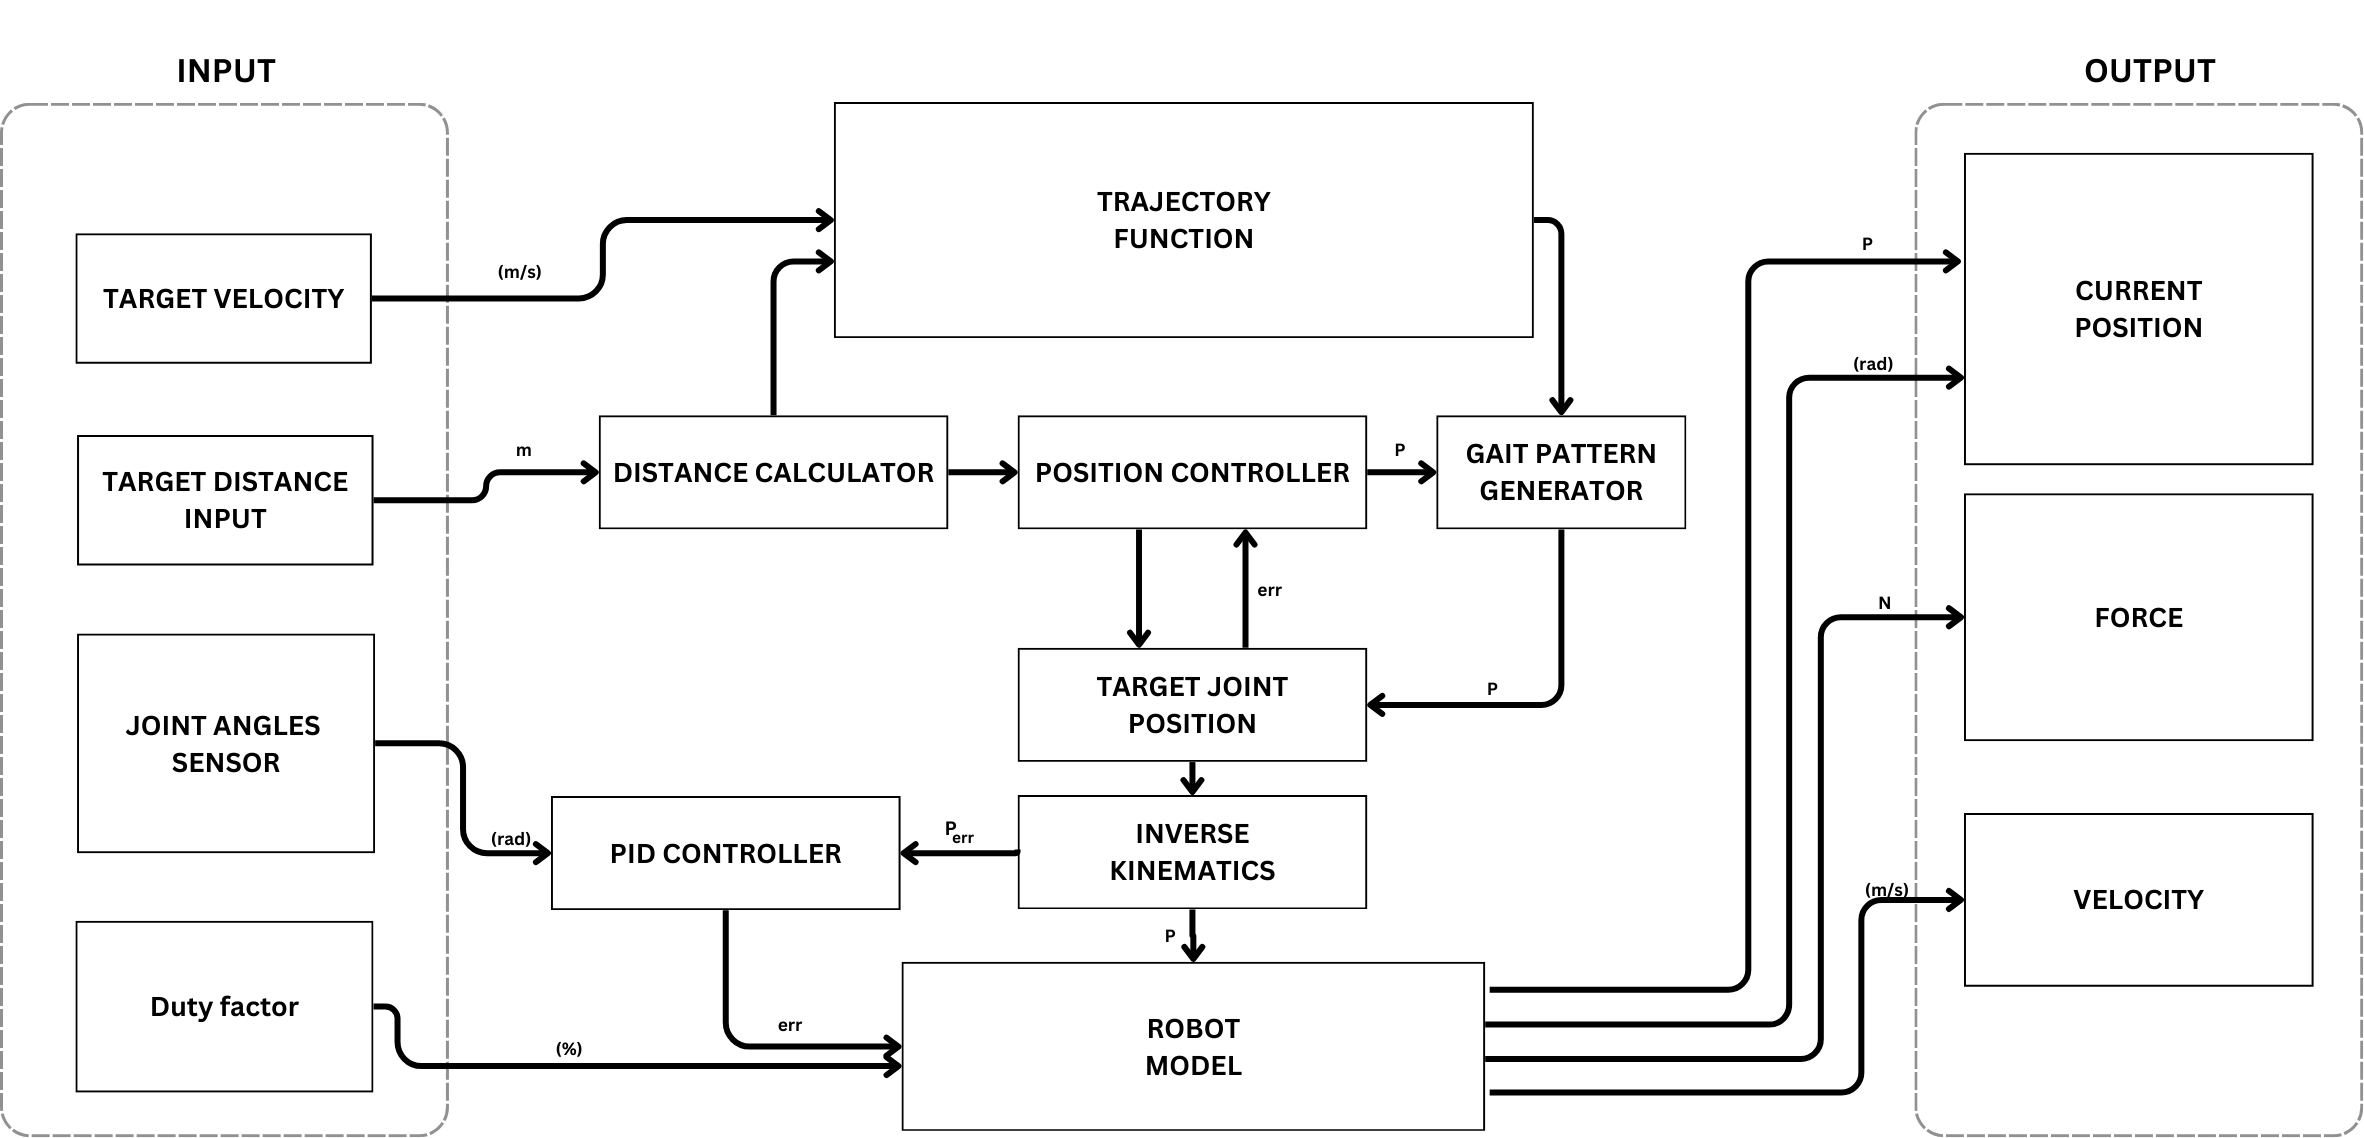 INPUT
OUTPUT
TRAJECTORY
FUNCTION
TARGET VELOCITY
(m/s)
P
CURRENT
POSITION
(rad)
TARGET DISTANCE
INPUT
m
DISTANCE CALCULATOR
POSITION CONTROLLER
P
GAIT PATTERN
GENERATOR
err
N
FORCE
JOINT ANGLES
SENSOR
TARGET JOINT
POSITION
P
(rad)
PID CONTROLLER
Perr
INVERSE
KINEMATICS
(m/s)
VELOCITY
P
Duty factor
err
(%)
ROBOT
MODEL